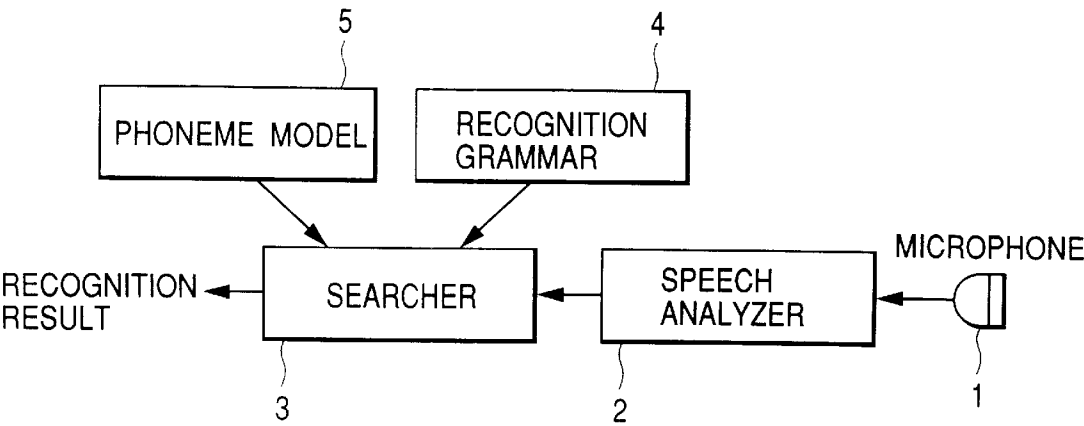 5
4
PHONEME MODEL
RECOGNITION
GRAMMAR
MICROPHONE
RECOGNITION
RESULT
SEARCHER
SPEECH
ANALYZER
3
2
1